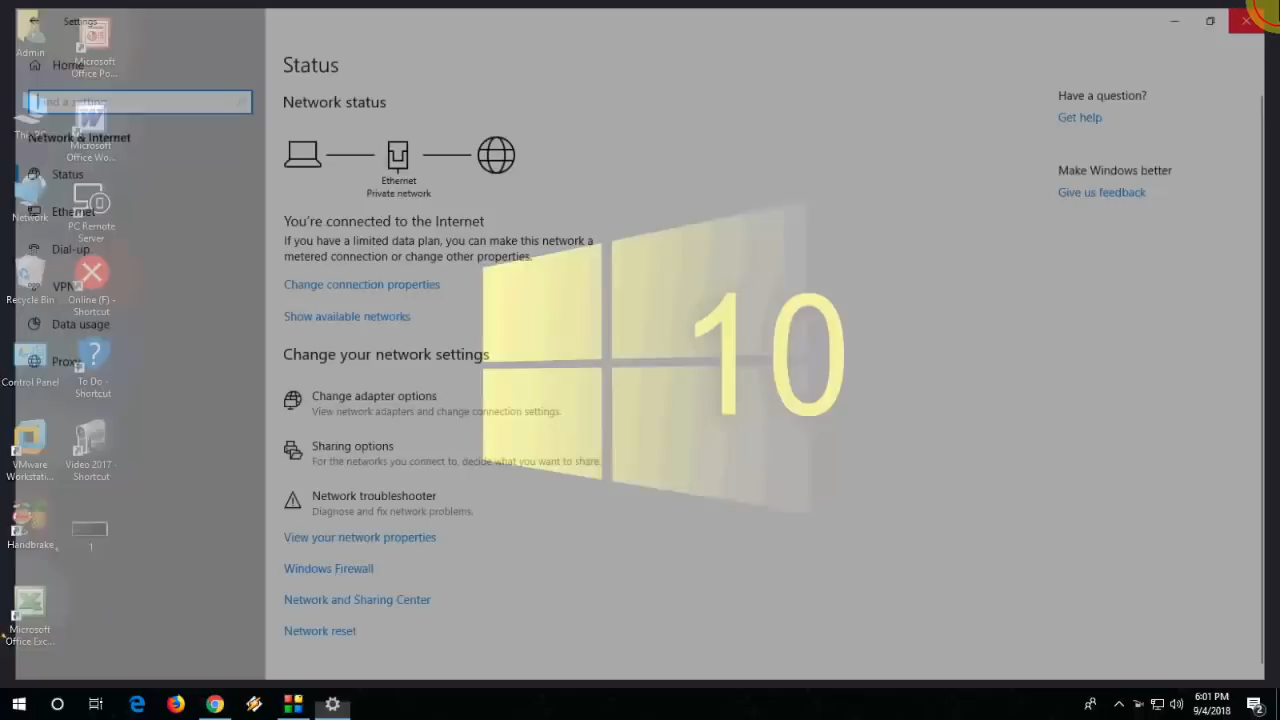 Settings
Home
Find a setting
Network & Internet
Status
Ethernet
Dial-up
VPN
Data usage
Proxy
Admin
This PC
Network
Recycle Bin
Control Panel
VMware
Workstati...
Handbrake
Microsoft
Office Exc...
Microsoft
Office Po...
Microsoft
Office Wo...
PC Remote
Server
Online (F) -
Shortcut
To Do -
Shortcut
Video 2017 -
Shortcut
1
Status
Network status
Ethernet
Private network
You're connected to the Internet
If you have a limited data plan, you can make this network a
metered connection or change other properties.
Change connection properties
Show available networks
Change your network settings
Change adapter options
View network adapters and change connection settings.
Sharing options
For the networks you connect to, decide what you want to share.
Network troubleshooter
Diagnose and fix network problems.
View your network properties
Windows Firewall
Network and Sharing Center
Network reset
10
Have a question?
Get help
Make Windows better
Give us feedback
6:01 PM
9/4/2018
2